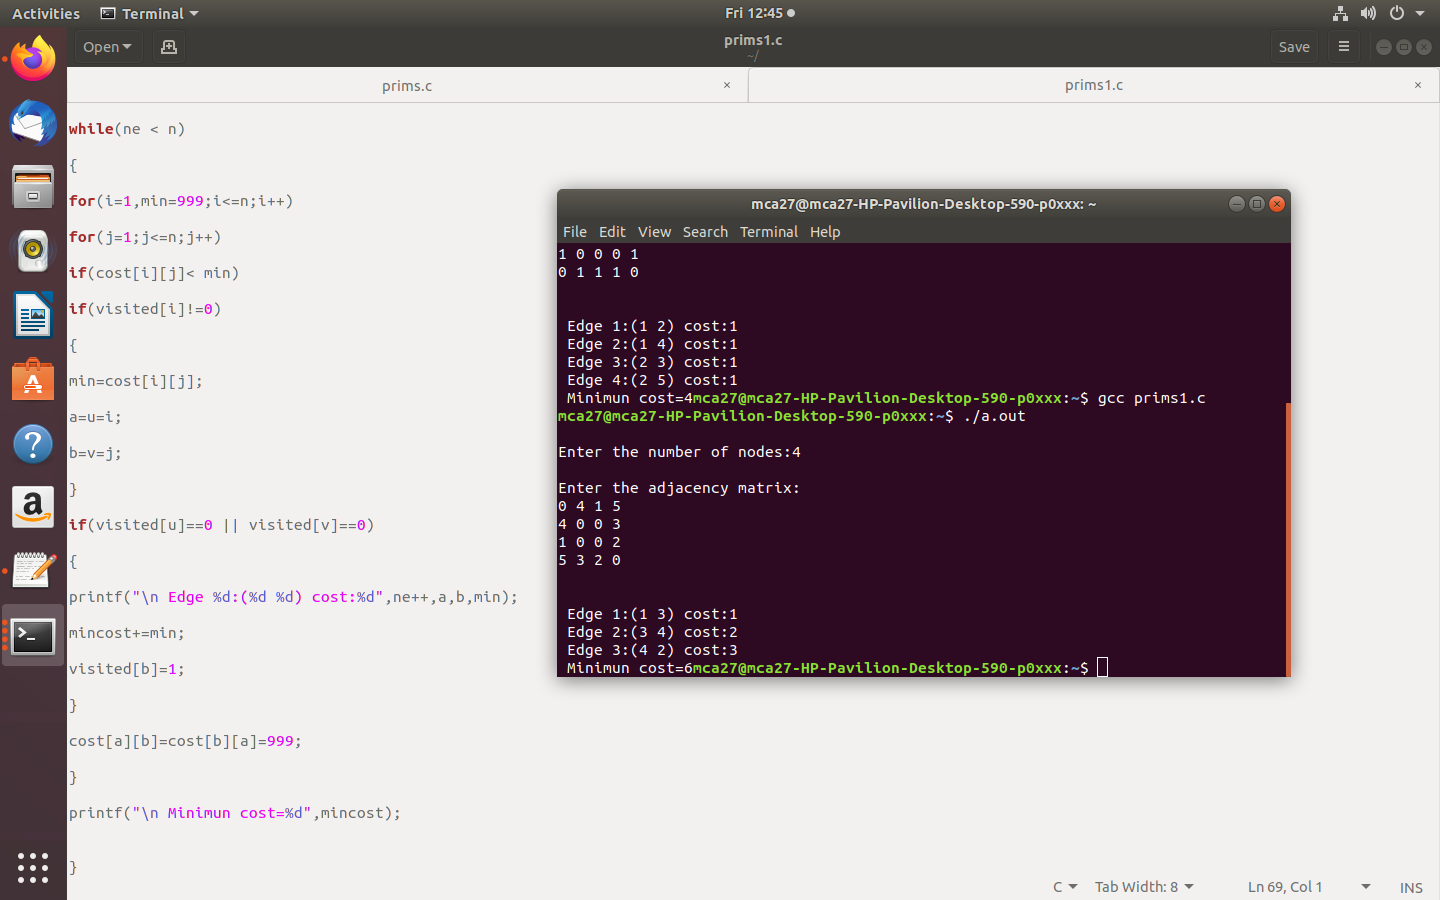 Activities
Terminal
Fri 12:45
Open
prims1.c
~/
Save
prims.c
prims1.c
while(ne < n)
{
for(i=1,min=999;i<=n;i++)
for(j=1;j<=n;j++)
if(cost[i][j]< min)
if(visited[i]!=0)
{
min=cost[i][j];
a=u=i;
b=v=j;
}
if(visited[u]==0 || visited[v]==0)
{
printf("\n Edge %d:(%d %d) cost:%d",ne++,a,b,min);
mincost+=min;
visited[b]=1;
}
cost[a][b]=cost[b][a]=999;
}
printf("\n Minimun cost=%d",mincost);
}
mca27@mca27-HP-Pavilion-Desktop-590-p0xxx: ~
File Edit View Search Terminal Help
1 0 0 0 1
0 1 1 1 0
Edge 1:(1 2) cost:1
Edge 2:(1 4) cost:1
Edge 3:(2 3) cost:1
Edge 4:(2 5) cost:1
Minimun cost=4mca27@mca27-HP-Pavilion-Desktop-590-p0xxx:~$ gcc prims1.c
mca27@mca27-HP-Pavilion-Desktop-590-p0xxx:~$ ./a.out
Enter the number of nodes:4
Enter the adjacency matrix:
0 4 1 5
4 0 0 3
1 0 0 2
5 3 2 0
Edge 1:(1 3) cost:1
Edge 2:(3 4) cost:2
Edge 3:(4 2) cost:3
Minimun cost=6mca27@mca27-HP-Pavilion-Desktop-590-p0xxx:~$
C
Tab Width: 8
Ln 69, Col 1
INS